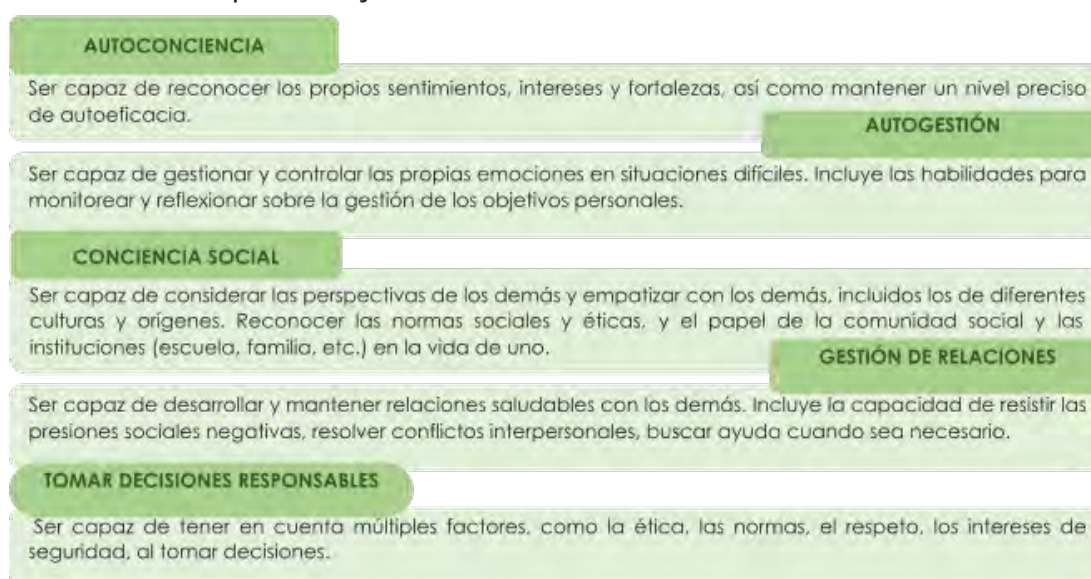 AUTOCONCIENCIA
Ser capaz de reconocer los propios sentimientos, intereses y fortalezas, así como mantener un nivel preciso
de autoeficacia.
AUTOGESTIÓN
Ser capaz de gestionar y controlar las propias emociones en situaciones difíciles. Incluye las habilidades para
monitorear y reflexionar sobre la gestión de los objetivos personales.
CONCIENCIA SOCIAL
Ser capaz de considerar las perspectivas de los demás y empatizar con los demás, incluidos los de diferentes
culturas y orígenes. Reconocer las normas sociales y éticas, y el papel de la comunidad social y las
instituciones (escuela, familia, etc.) en la vida de uno.
GESTIÓN DE RELACIONES
Ser capaz de desarrollar y mantener relaciones saludables con los demás. Incluye la capacidad de resistir las
presiones sociales negativas, resolver conflictos interpersonales, buscar ayuda cuando sea necesario.
TOMAR DECISIONES RESPONSABLES
Ser capaz de tener en cuenta múltiples factores, como la ética, las normas, el respeto, los intereses de
seguridad, al tomar decisiones.